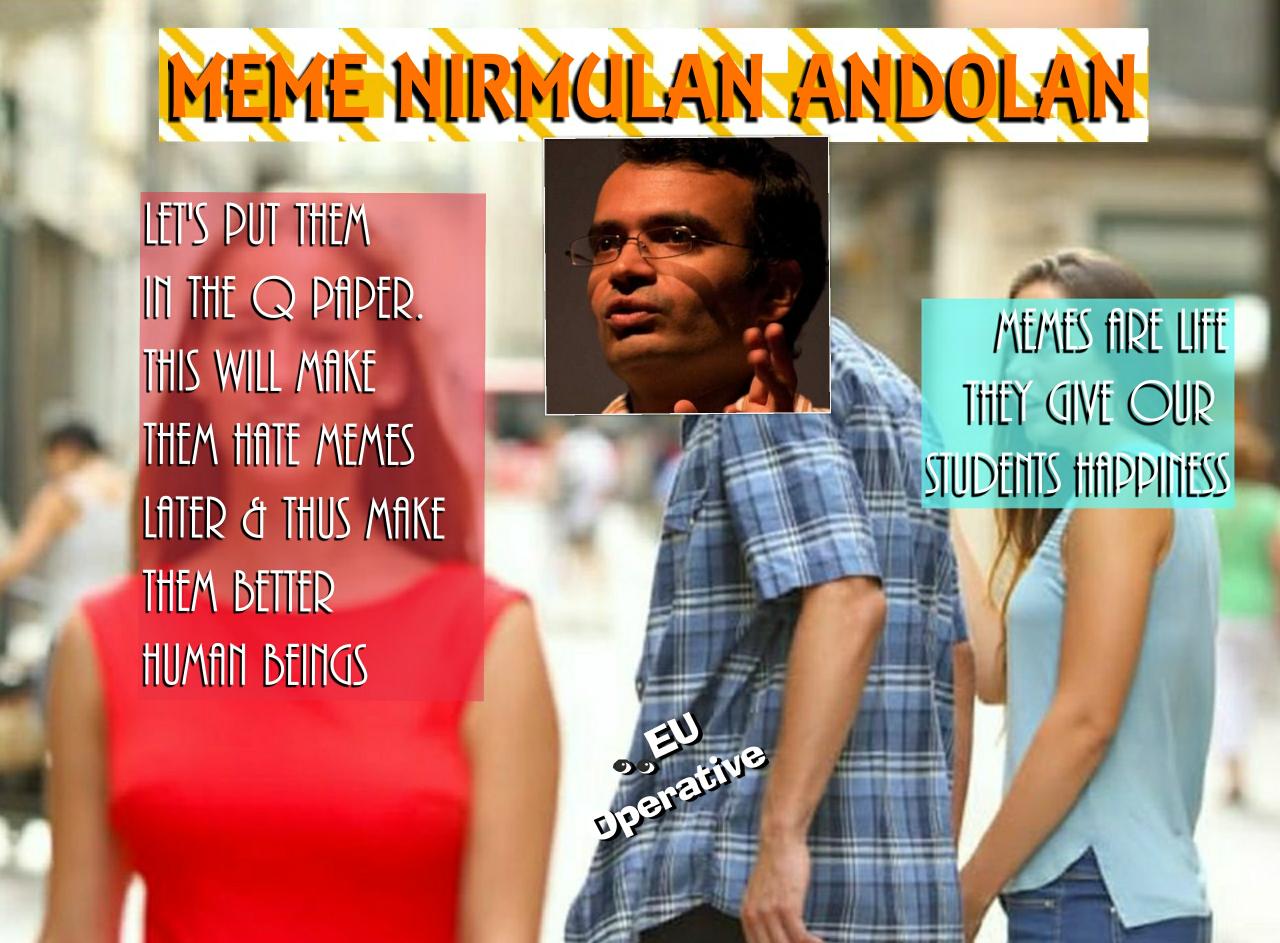 MEME NIRMULAN ANDOLAN
LET'S PUT THEM
IN THE Q PAPER.
THIS WILL MAKE
THEM HATE MEMES
LATER & THUS MAKE
THEM BETTER
HUMAN BEINGS
MEMES ARE LIFE
THEY GIVE OUR
STUDENTS HAPPINESS
EU
Operative